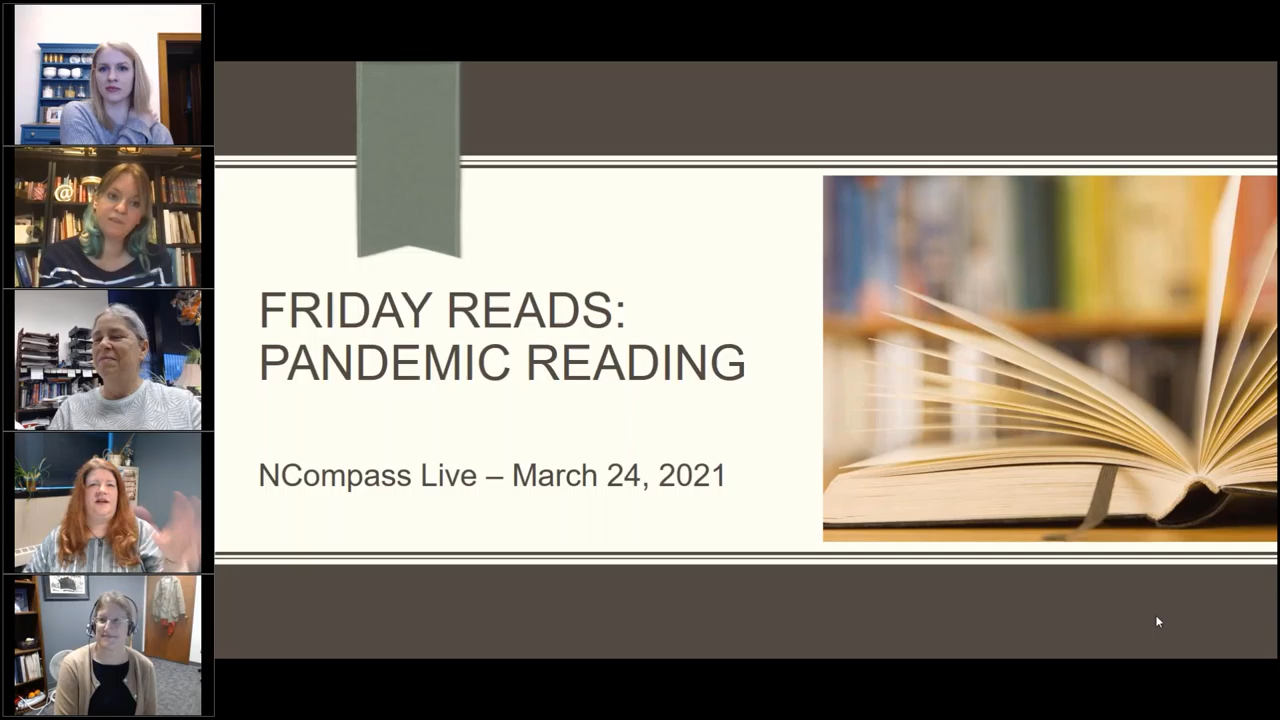 FRIDAY READS:
PANDEMIC READING
NCompass Live – March 24, 2021